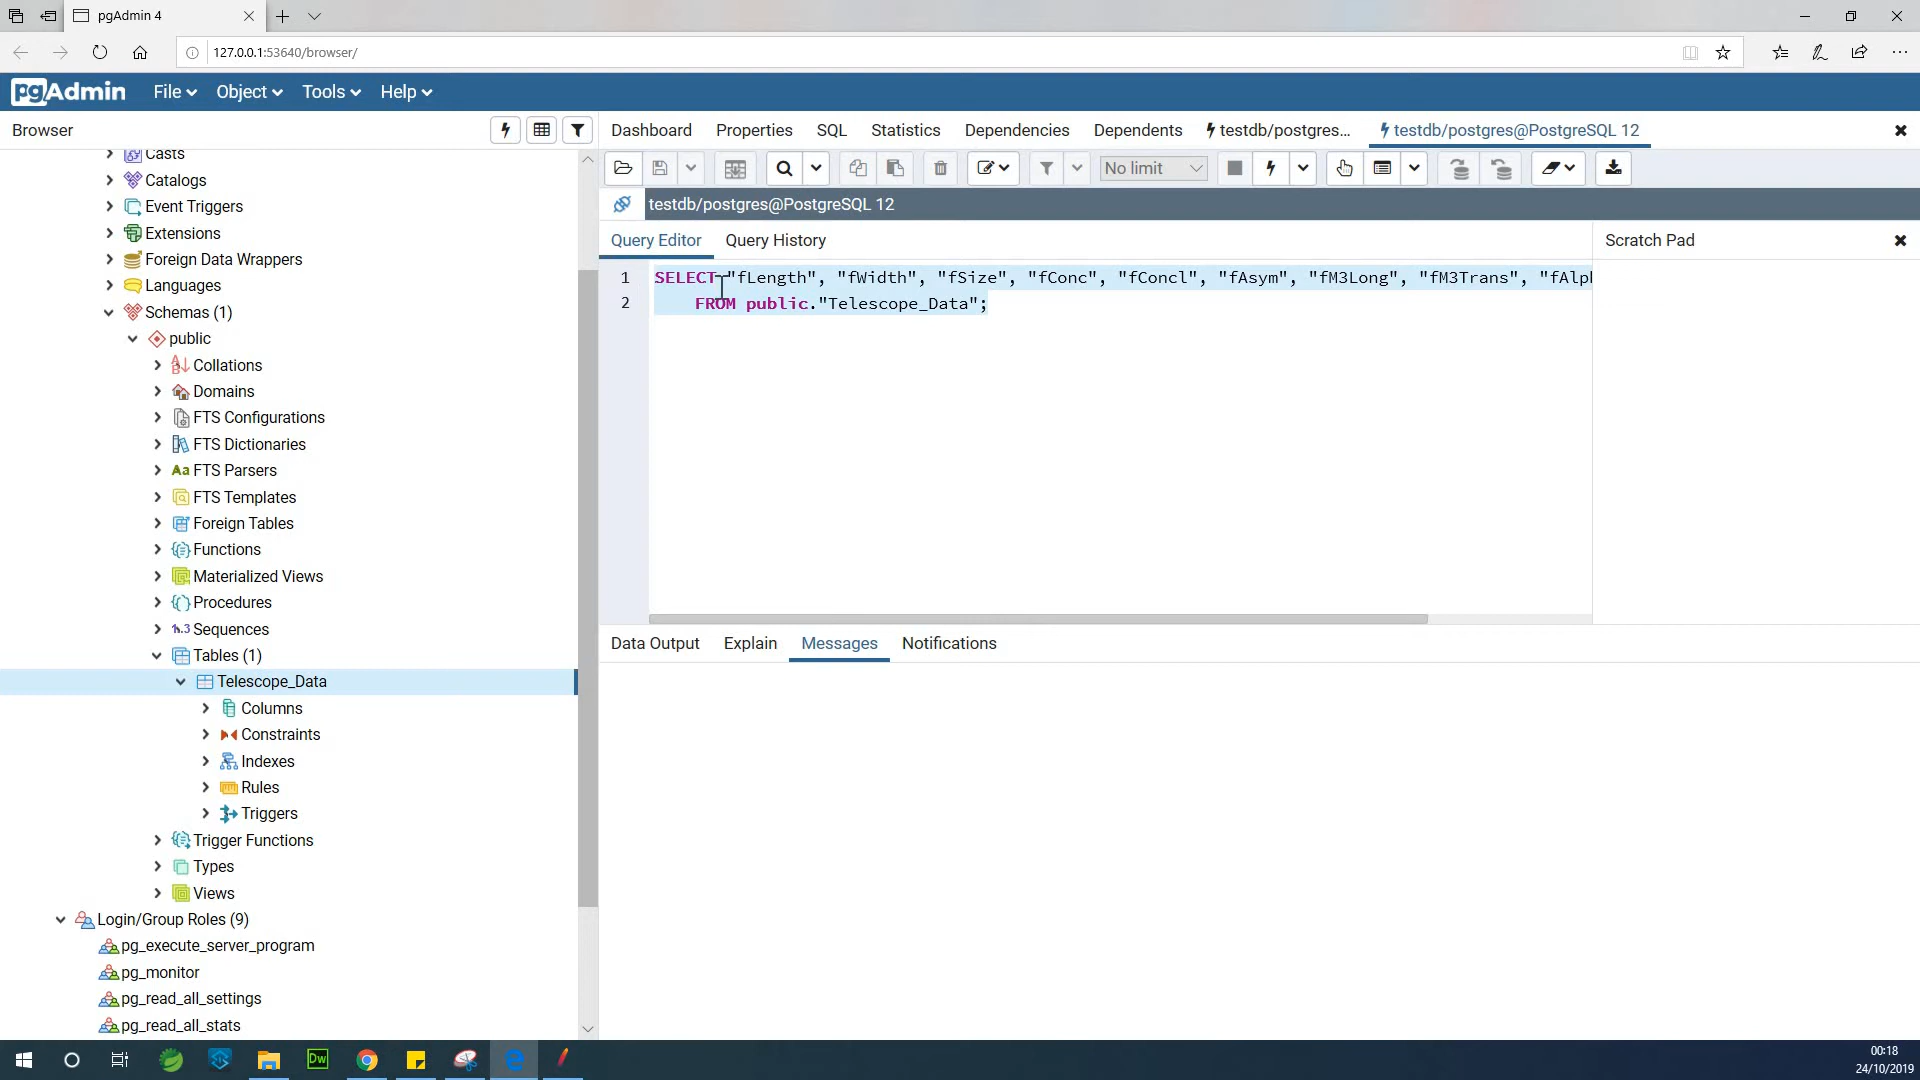 pgAdmin 4
127.0.0.1:53640/browser/
pgAdmin File Object Tools Help
Browser
Dashboard Properties SQL Statistics Dependencies Dependents testdb/postgres... testdb/postgres@PostgreSQL 12
No limit
testdb/postgres@PostgreSQL 12
Query Editor Query History
Scratch Pad
1 SELECT "fLength", "fWidth", "fSize", "fConc", "fConcl", "fAsym", "fM3Long", "fM3Trans", "fAlph
2 FROM public."Telescope_Data";
Data Output Explain Messages Notifications
Casts
Catalogs
Event Triggers
Extensions
Foreign Data Wrappers
Languages
Schemas (1)
public
Collations
Domains
FTS Configurations
FTS Dictionaries
Aa FTS Parsers
FTS Templates
Foreign Tables
Functions
Materialized Views
Procedures
1..3 Sequences
Tables (1)
Telescope_Data
Columns
Constraints
Indexes
Rules
Triggers
Trigger Functions
Types
Views
Login/Group Roles (9)
pg_execute_server_program
pg_monitor
pg_read_all_settings
pg_read_all_stats
Dw
00:18
24/10/2019